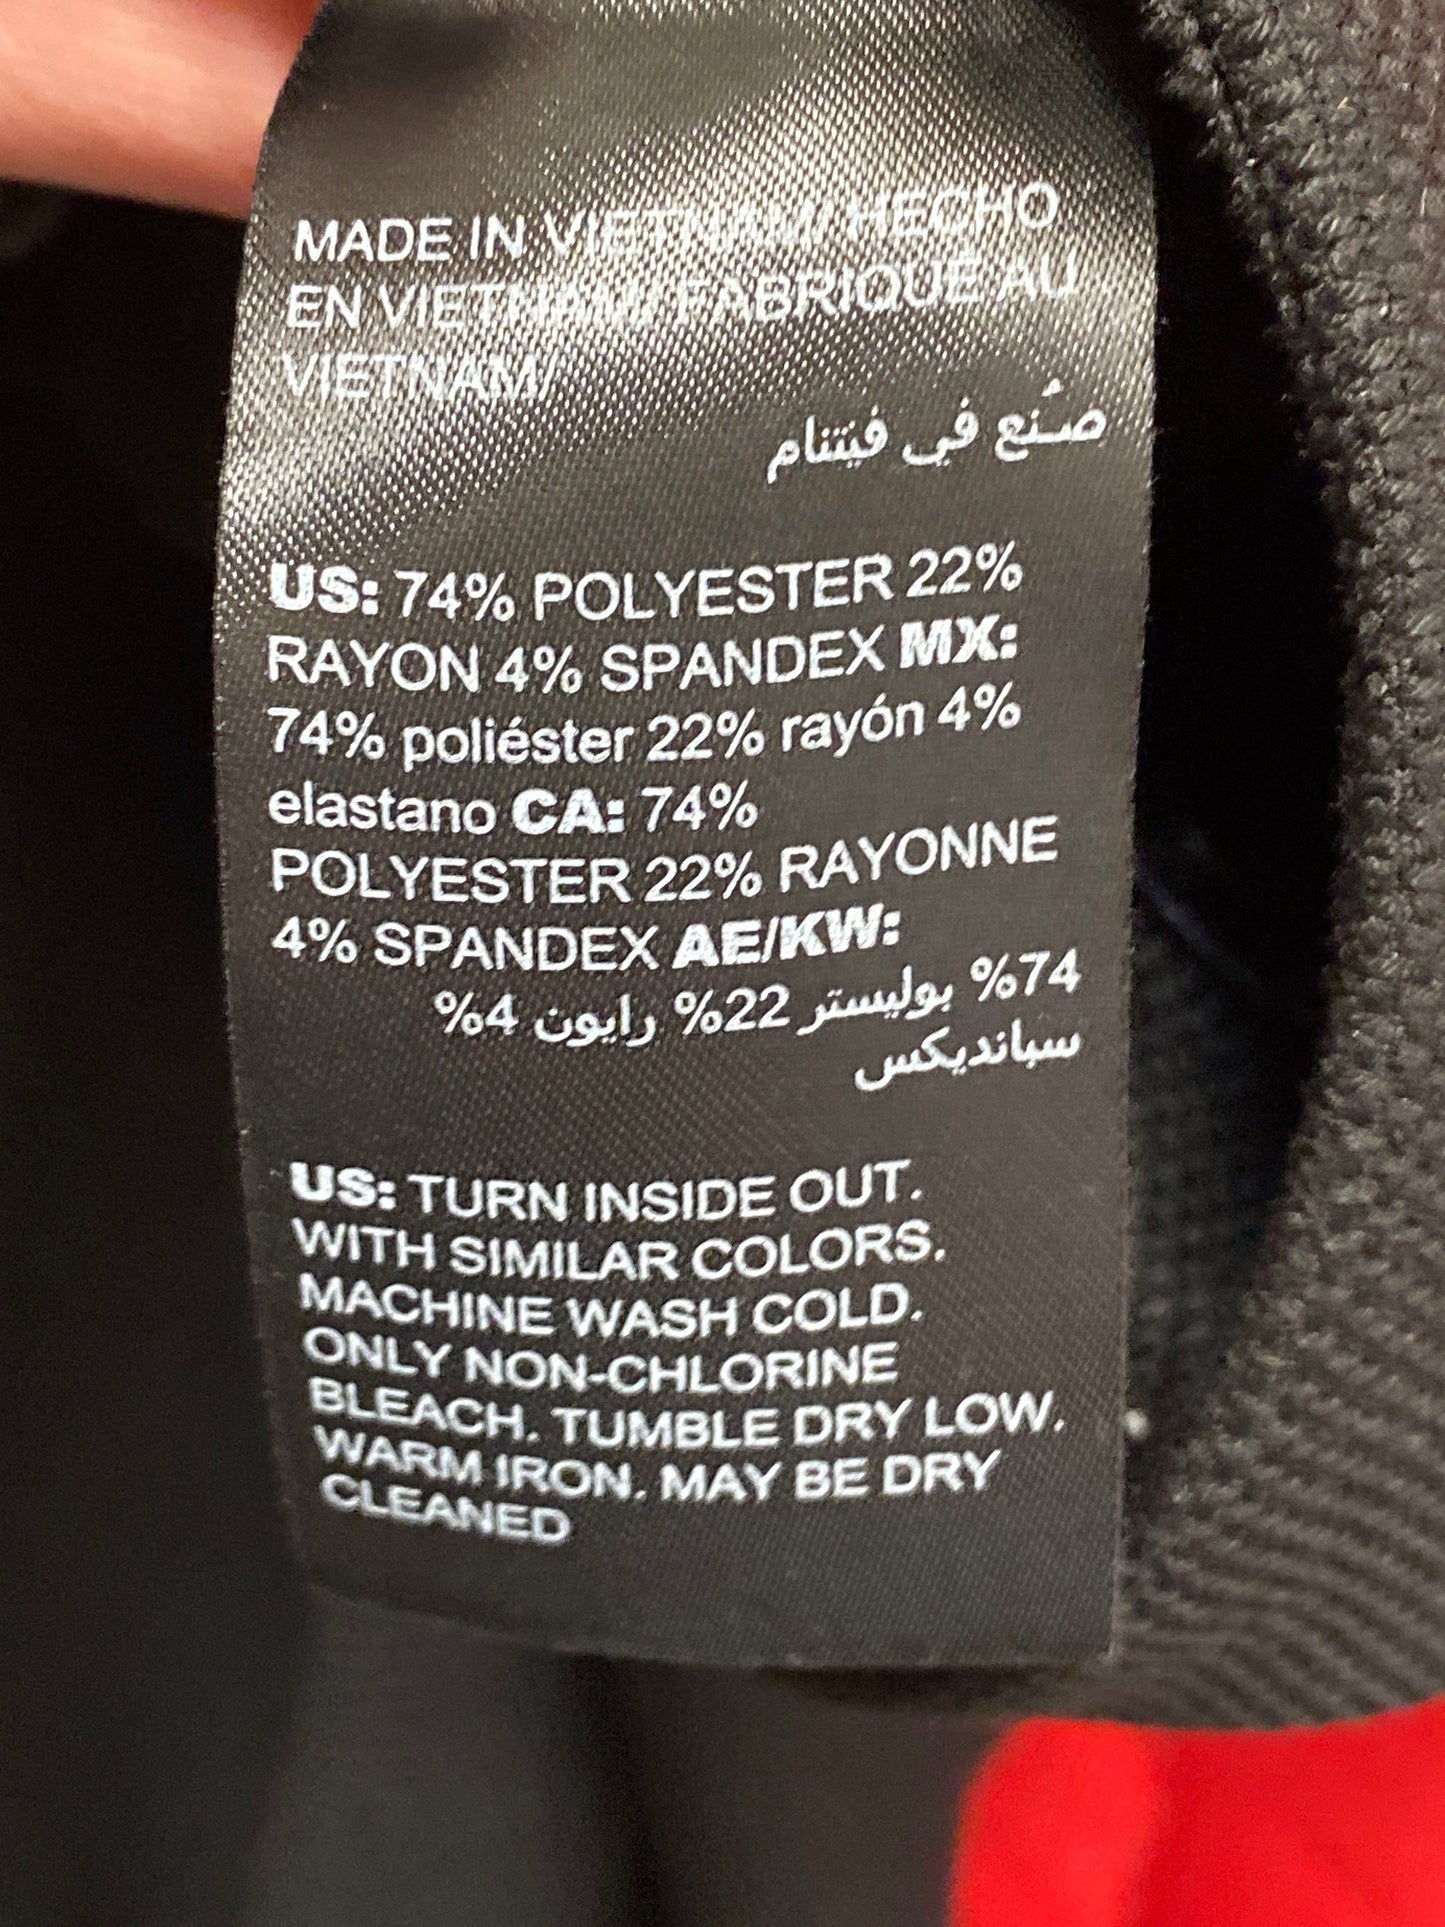 MADE IN VIETNAM/ HECHO
EN VIETNAM/ FABRIQUÉ AU
VIETNAM/
صُنع في فيتنام
US: 74% POLYESTER 22%
RAYON 4% SPANDEX MX:
74% poliéster 22% rayón 4%
elastano CA: 74%
POLYESTER 22% RAYONNE
4% SPANDEX AE/KW:
%74 بوليستر 22% رايون 4%
سبانديكس
US: TURN INSIDE OUT.
WITH SIMILAR COLORS.
MACHINE WASH COLD.
ONLY NON-CHLORINE
BLEACH. TUMBLE DRY LOW.
WARM IRON. MAY BE DRY
CLEANED